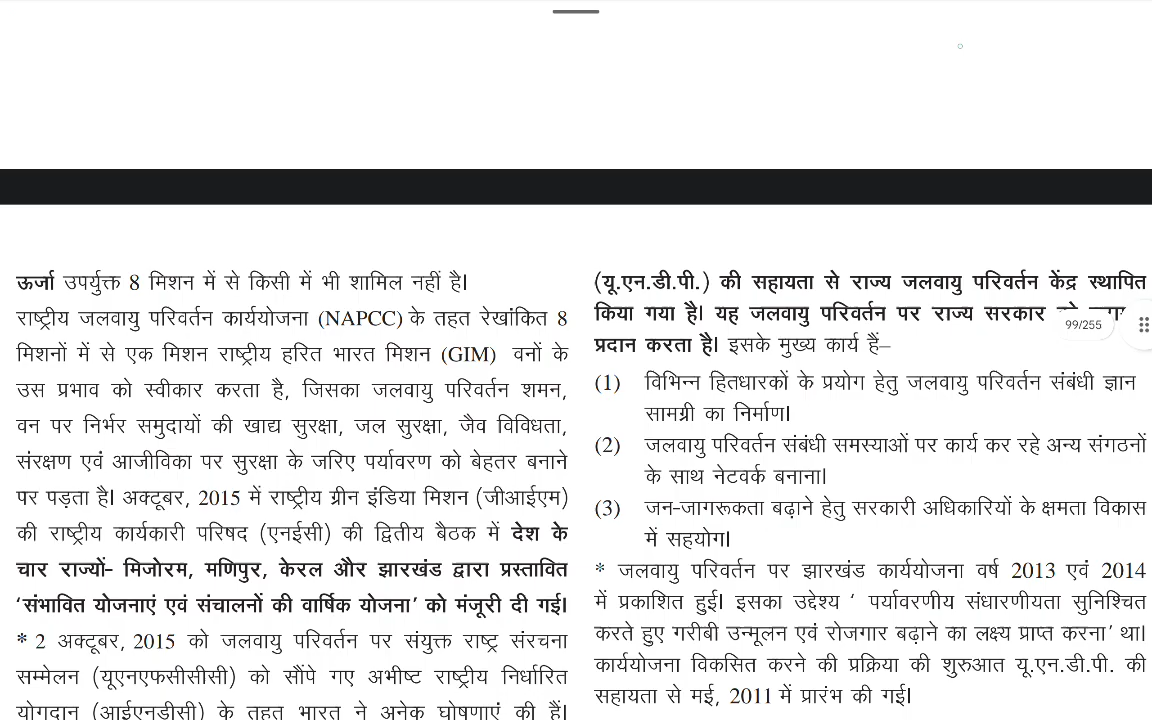 ऊर्जा उपर्युक्त 8 मिशन में से किसी में भी शामिल नहीं है।
राष्ट्रीय जलवायु परिवर्तन कार्ययोजना (NAPCC) के तहत रेखांकित 8
मिशनों में से एक मिशन राष्ट्रीय हरित भारत मिशन (GIM) वनों के
उस प्रभाव को स्वीकार करता है, जिसका जलवायु परिवर्तन शमन,
वन पर निर्भर समुदायों की खाद्य सुरक्षा, जल सुरक्षा, जैव विविधता,
संरक्षण एवं आजीविका पर सुरक्षा के जरिए पर्यावरण को बेहतर बनाने
पर पड़ता है। अक्टूबर, 2015 में राष्ट्रीय ग्रीन इंडिया मिशन (जीआईएम)
की राष्ट्रीय कार्यकारी परिषद (एनईसी) की द्वितीय बैठक में देश के
चार राज्यों- मिजोरम, मणिपुर, केरल और झारखंड द्वारा प्रस्तावित
'संभावित योजनाएं एवं संचालनों की वार्षिक योजना' को मंजूरी दी गई।
* 2 अक्टूबर, 2015 को जलवायु परिवर्तन पर संयुक्त राष्ट्र संरचना
सम्मेलन (यूएनएफसीसीसी) को सौंपे गए अभीष्ट राष्ट्रीय निर्धारित
योगदान (आईएनडीसी) के तहत भारत ने अनेक घोषणाएं की हैं।
(यू.एन.डी.पी.) की सहायता से राज्य जलवायु परिवर्तन केंद्र स्थापित
किया गया है। यह जलवायु परिवर्तन पर राज्य सरकार
99/255
प्रदान करता है। इसके मुख्य कार्य हैं–
(1) विभिन्न हितधारकों के प्रयोग हेतु जलवायु परिवर्तन संबंधी ज्ञान
सामग्री का निर्माण।
(2) जलवायु परिवर्तन संबंधी समस्याओं पर कार्य कर रहे अन्य संगठनों
के साथ नेटवर्क बनाना।
(3) जन-जागरूकता बढ़ाने हेतु सरकारी अधिकारियों के क्षमता विकास
में सहयोग।
* जलवायु परिवर्तन पर झारखंड कार्ययोजना वर्ष 2013 एवं 2014
में प्रकाशित हुई। इसका उद्देश्य ' पर्यावरणीय संधारणीयता सुनिश्चित
करते हुए गरीबी उन्मूलन एवं रोजगार बढ़ाने का लक्ष्य प्राप्त करना' था।
कार्ययोजना विकसित करने की प्रक्रिया की शुरुआत यू.एन.डी.पी. की
सहायता से मई, 2011 में प्रारंभ की गई।